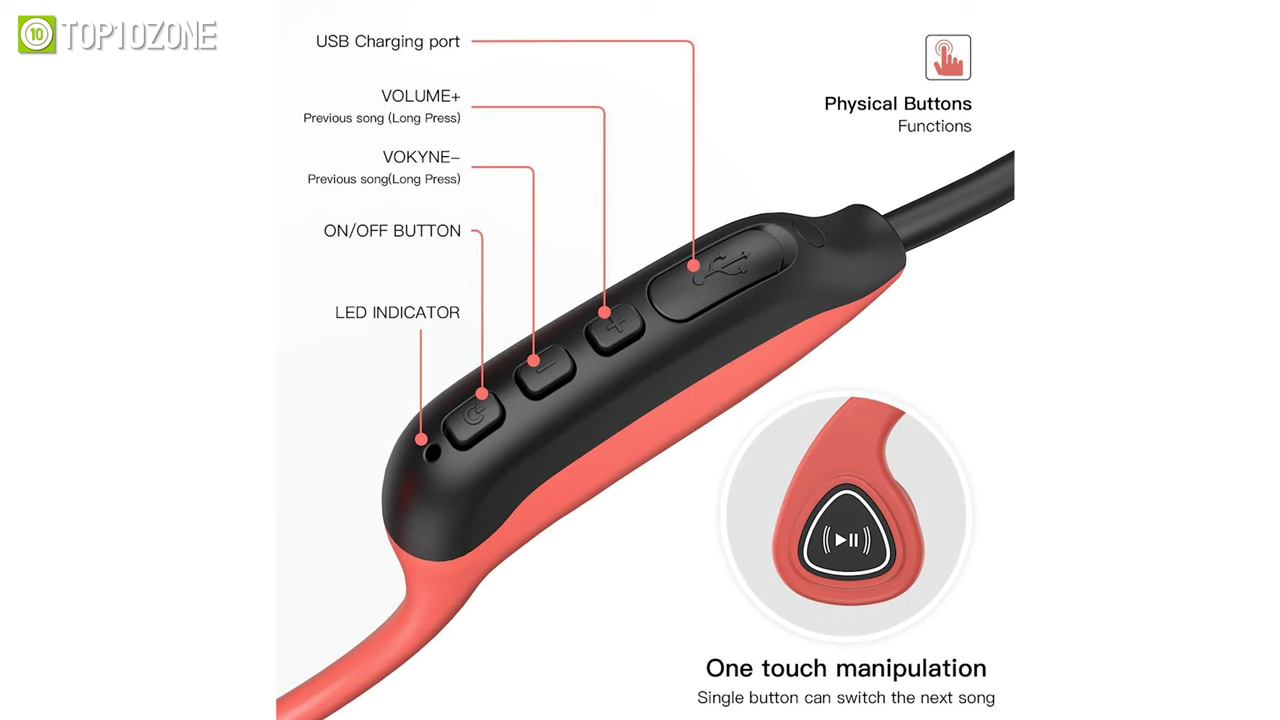 TOP10ZONE
USB Charging port
VOLUME+
Previous song (Long Press)
VOKYNE-
Previous song(Long Press)
ON/OFF BUTTON
LED INDICATOR
Physical Buttons
Functions
One touch manipulation
Single button can switch the next song